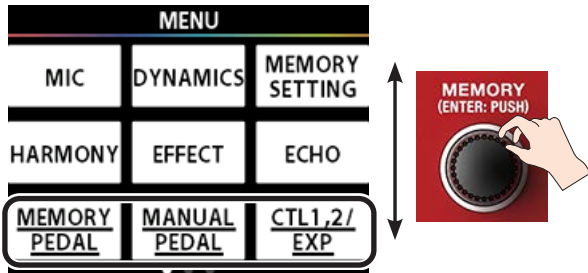 MENU
MIC
DYNAMICS
MEMORY
SETTING
HARMONY
EFFECT
ECHO
MEMORY
PEDAL
MANUAL
PEDAL
CTL1,2/
EXP
MEMORY
(ENTER: PUSH)